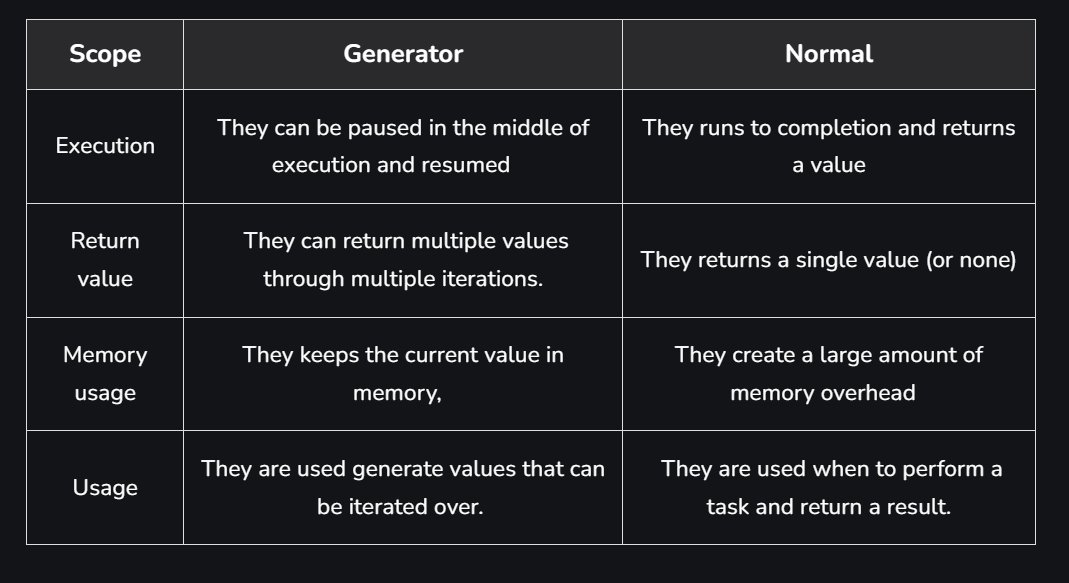 Scope Generator Normal
Execution
They can be paused in the middle of
execution and resumed
They runs to completion and returns
a value
Return
value
They can return multiple values
through multiple iterations.
They returns a single value (or none)
Memory
usage
They keeps the current value in
memory,
They create a large amount of
memory overhead
Usage
They are used generate values that can
be iterated over.
They are used when to perform a
task and return a result.